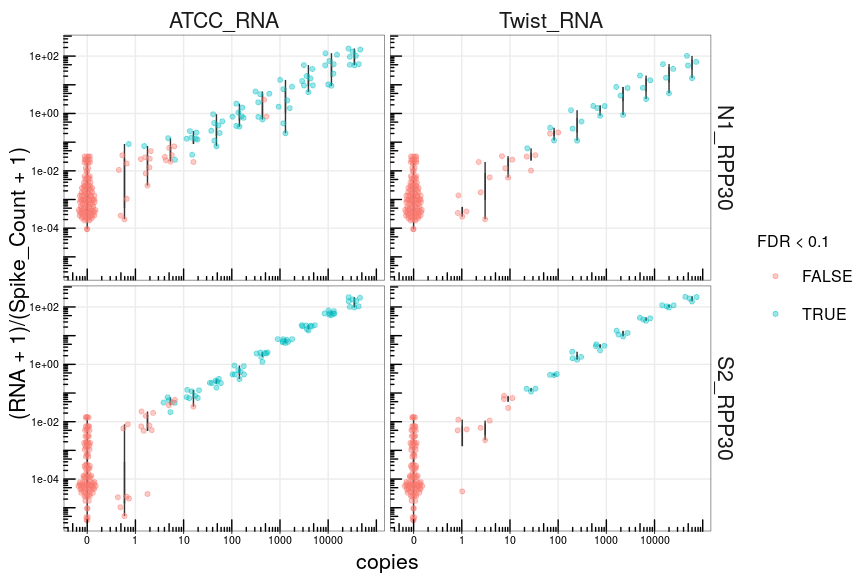 ATCC_RNA Twist_RNA
(RNA + 1)/(Spike_Count + 1)
1e+02
1e+00
1e-02
1e-04
N1_RPP30
1e+02
1e+00
1e-02
1e-04
S2_RPP30
0 1 10 100 1000 10000 0 1 10 100 1000 10000
copies
FDR < 0.1
FALSE
TRUE